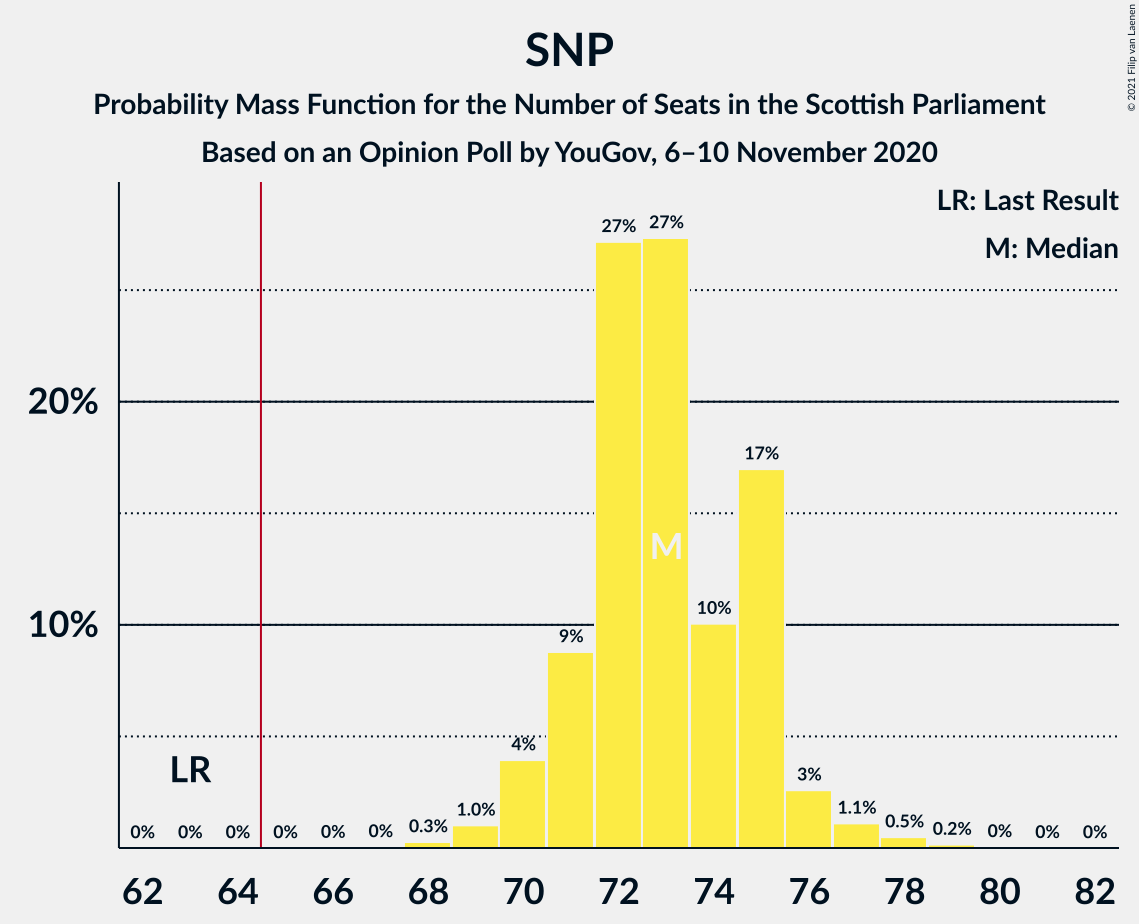 SNP
Probability Mass Function for the Number of Seats in the Scottish Parliament
Based on an Opinion Poll by YouGov, 6–10 November 2020
© 2021 Filip van Laenen
LR: Last Result
M: Median
27% 27%
20%
17%
M
10%
10%
9%
4%
LR
3%
0% 0% 0% 0% 0% 0% 0.3% 1.0% 1.1% 0.5% 0.2% 0% 0% 0%
62 64 66 68 70 72 74 76 78 80 82